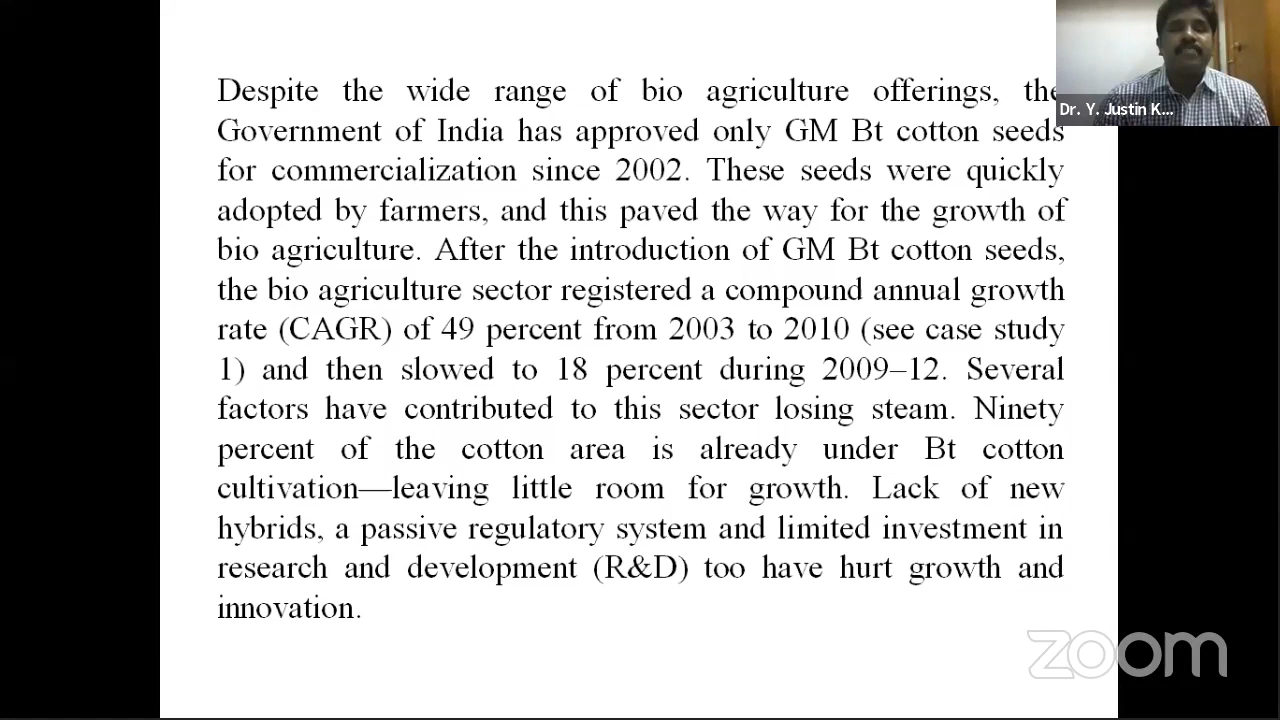 Despite the wide range of bio agriculture offerings, the
Government of India has approved only GM Bt cotton seeds
for commercialization since 2002. These seeds were quickly
adopted by farmers, and this paved the way for the growth of
bio agriculture. After the introduction of GM Bt cotton seeds,
the bio agriculture sector registered a compound annual growth
rate (CAGR) of 49 percent from 2003 to 2010 (see case study
1) and then slowed to 18 percent during 2009–12. Several
factors have contributed to this sector losing steam. Ninety
percent of the cotton area is already under Bt cotton
cultivation—leaving little room for growth. Lack of new
hybrids, a passive regulatory system and limited investment in
research and development (R&D) too have hurt growth and
innovation.
Dr. Y. Justin K...
zoom